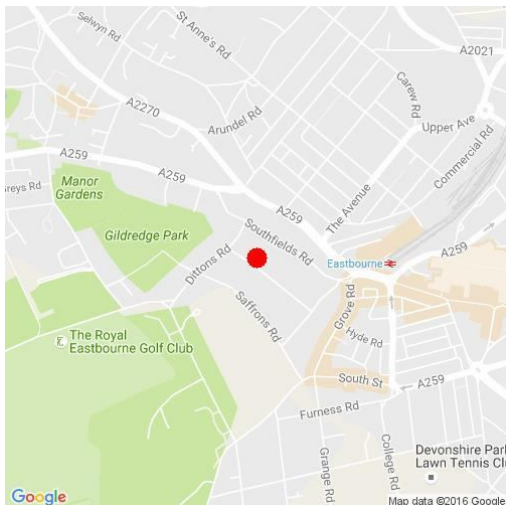 Selwyn Rd
St Anne's Rd
A2021
A2270
Carew Rd
Arundel Rd
Upper Ave
Commercial Rd
A259
A259
Greys Rd
Manor
Gardens
The Avenue
A259
Southfields Rd
Gildredge Park
Dittons Rd
A259
Eastbourne
Saffrons Rd
Grove Rd
Hyde Rd
The Royal
Eastbourne Golf Club
South St
A259
Furness Rd
Grange Rd
College Rd
Devonshire Park
Lawn Tennis Clu
Google
Map data ©2016 Google